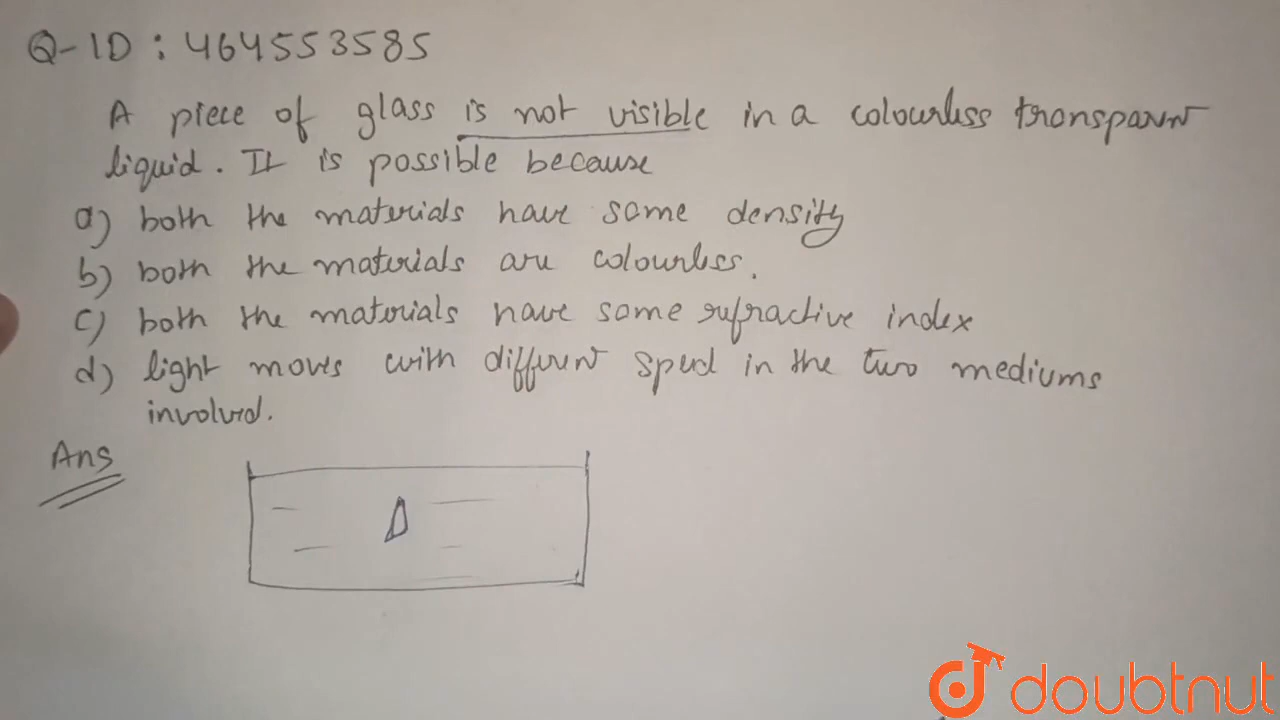 Q-ID : 464553585
A piece of glass is not visible in a colourless transparent
liquid. It is possible because
a) both the materials have same density
b) both the materials are colourless.
c) both the materials have same refractive index
d) light moves with different speed in the two mediums
involved.
Ans
doubtnut